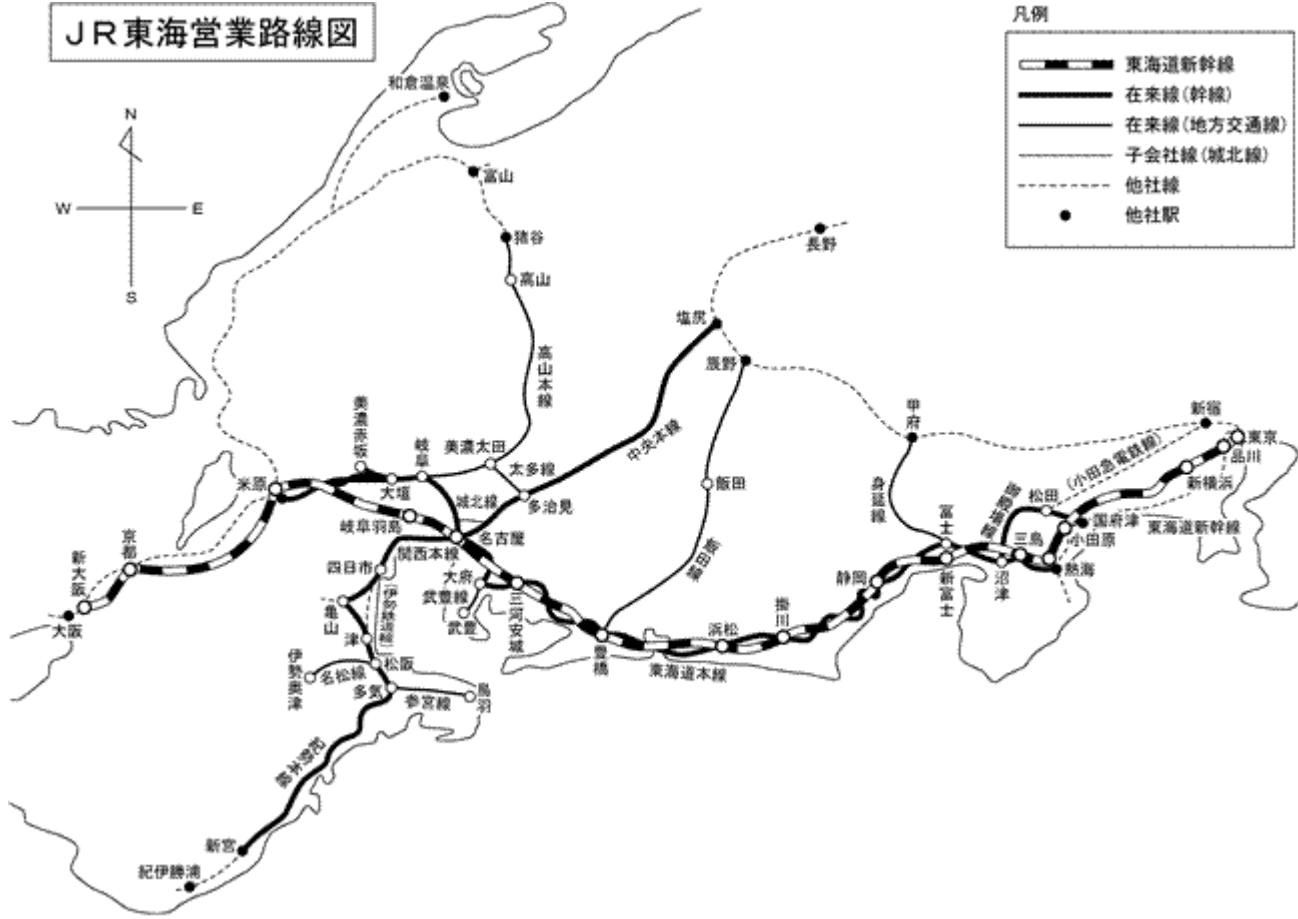 JR東海営業路線図
凡例
東海道新幹線
在来線(幹線)
在来線(地方交通線)
子会社線(城北線)
他社線
他社駅
N
W
E
S
和倉温泉
富山
猪谷
高山
高山本線
長野
塩尻
辰野
中央本線
飯田
飯田線
甲府
身延線
新宿
東京
品川
(小田急電鉄線)
新横浜
東海道新幹線
松田
御殿場線
国府津
小田原
熱海
三島
沼津
富士
新富士
静岡
掛川
浜松
東海道本線
豊橋
三河安城
大府
武豊線
武豊
名古屋
城北線
多治見
太多線
美濃太田
岐阜
大垣
美濃赤坂
岐阜羽島
米原
京都
新大阪
大阪
関西本線
四日市
(伊勢鉄道線)
亀山
津
松阪
名松線
伊勢奥津
多気
参宮線
鳥羽
紀勢本線
新宮
紀伊勝浦